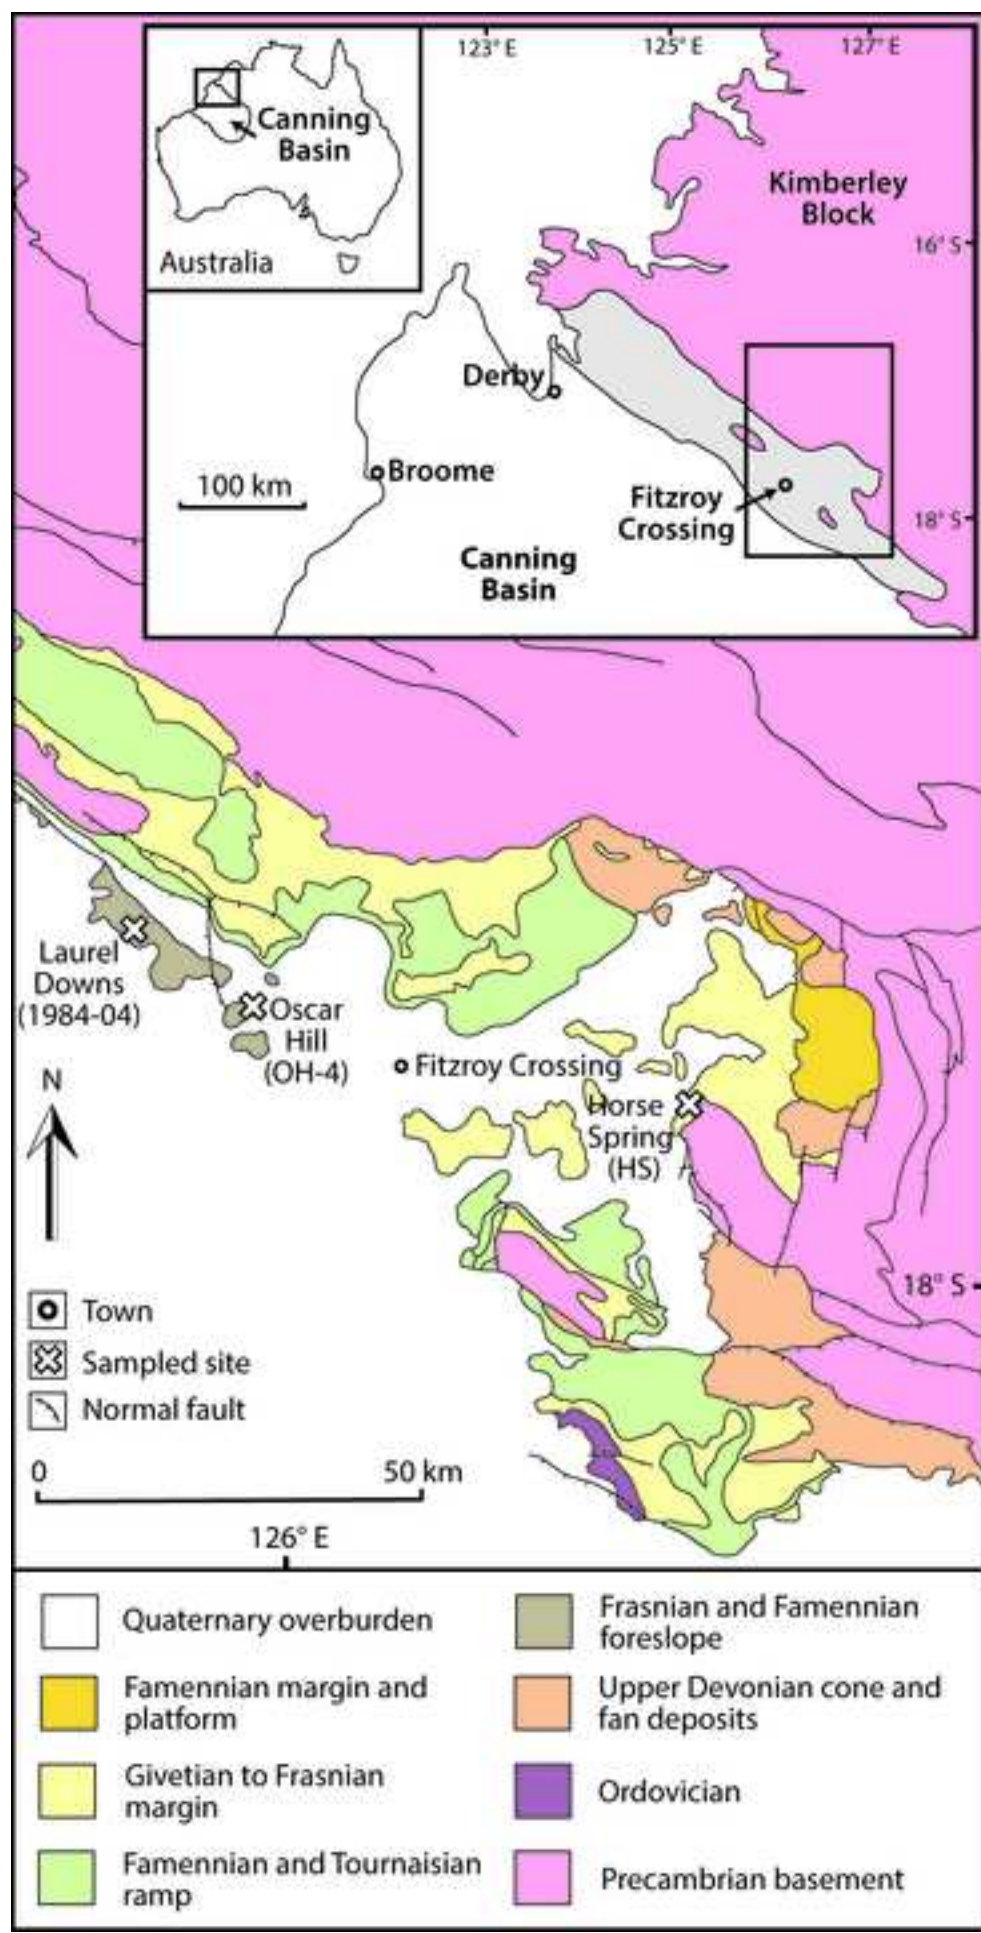 123° E
125° E
127° E
Canning
Basin
Australia
Kimberley
Block
16° S
Derby
Broome
100 km
Fitzroy
Crossing
18° S
Canning
Basin
Laurel
Downs
(1984-04)
Oscar
Hill
(OH-4)
Fitzroy Crossing
Horse
Spring
(HS)
N
18° S
Town
Sampled site
Normal fault
0
50 km
126° E
Quaternary overburden
Famennian margin and
platform
Givetian to Frasnian
margin
Famennian and Tournaisian
ramp
Frasnian and Famennian
foreslope
Upper Devonian cone and
fan deposits
Ordovician
Precambrian basement